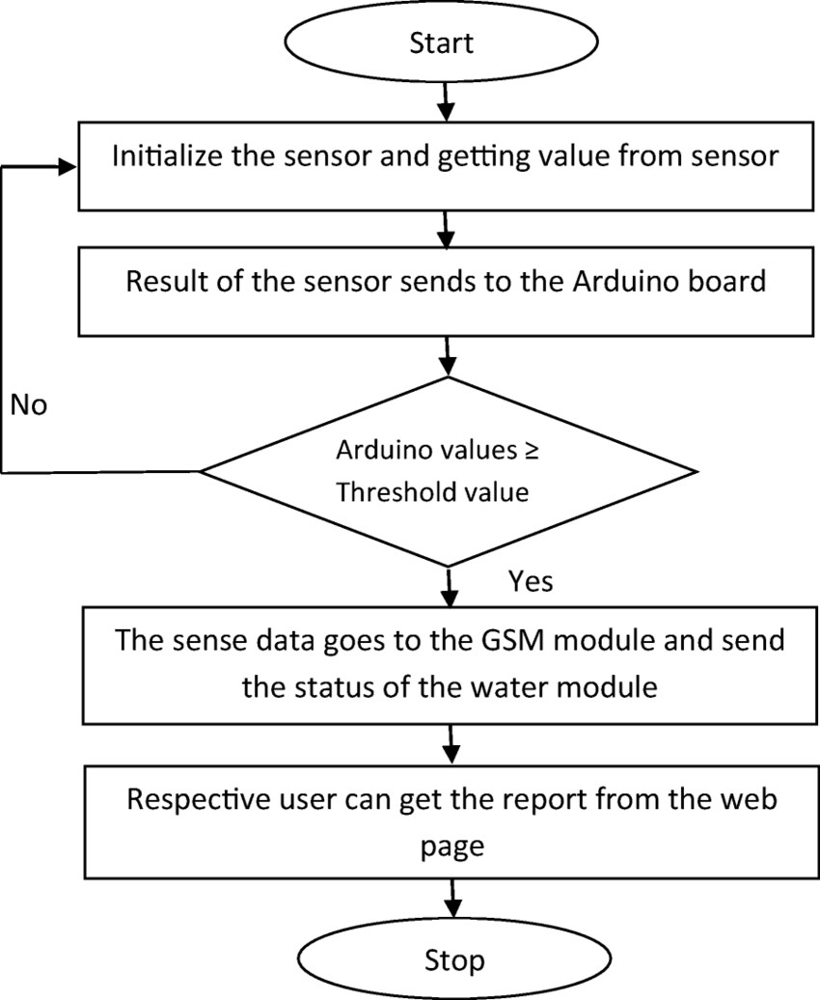 Start
Initialize the sensor and getting value from sensor
Result of the sensor sends to the Arduino board
No
Arduino values ≥
Threshold value
Yes
The sense data goes to the GSM module and send
the status of the water module
Respective user can get the report from the web
page
Stop